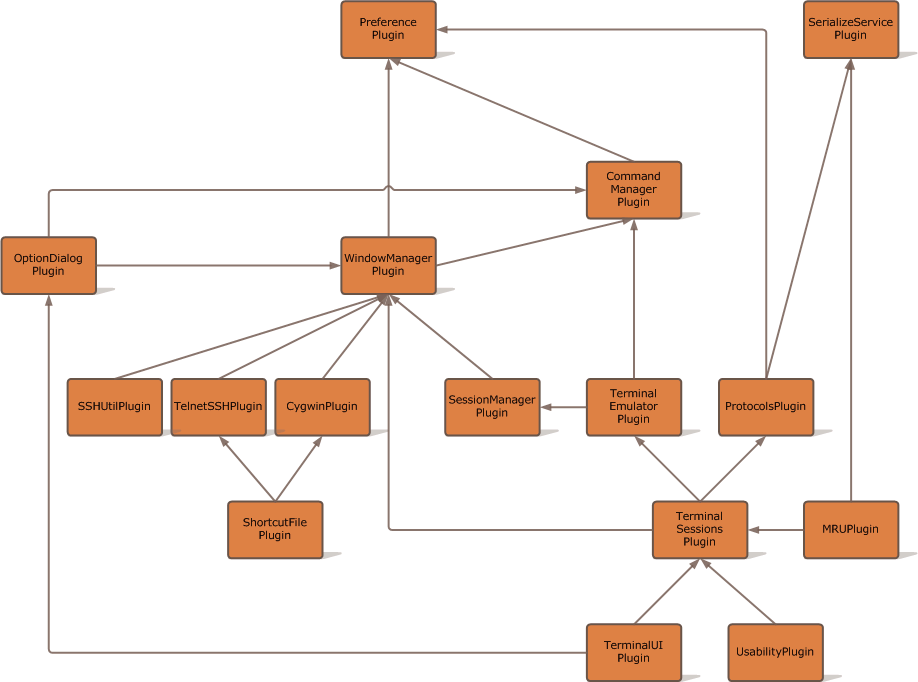 Preference
Plugin
SerializeService
Plugin
Command
Manager
Plugin
OptionDialog
Plugin
WindowManager
Plugin
SSHUtilPlugin
TelnetSSHPlugin
CygwinPlugin
SessionManager
Plugin
Terminal
Emulator
Plugin
ProtocolsPlugin
ShortcutFile
Plugin
Terminal
Sessions
Plugin
MRUPlugin
TerminalUI
Plugin
UsabilityPlugin